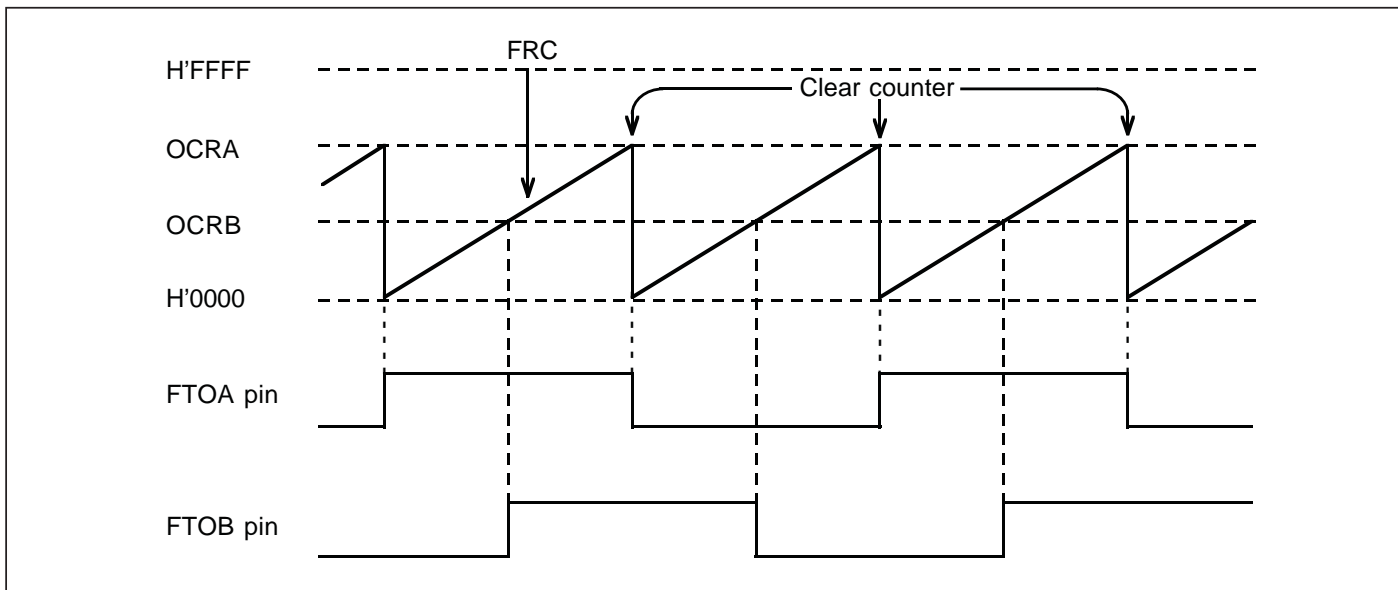 FRC
H'FFFF
Clear counter
OCRA
OCRB
H'0000
FTOA pin
FTOB pin